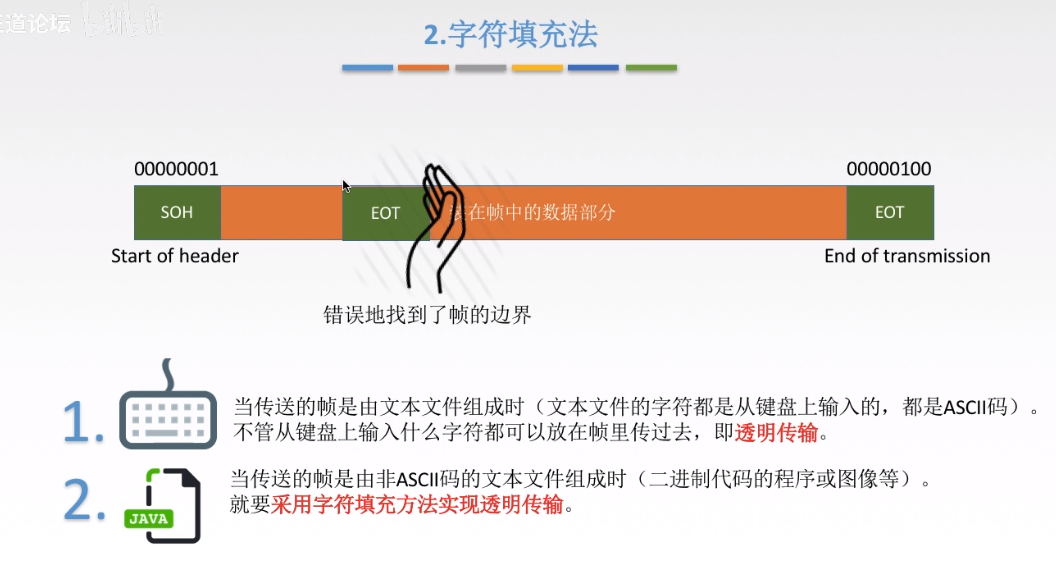 道论坛
2.字符填充法
00000001
00000100
SOH
EOT
在帧中的数据部分
EOT
Start of header
End of transmission
错误地找到了帧的边界
1.
当传送的帧是由文本文件组成时（文本文件的字符都是从键盘上输入的，都是ASCII码）。
不管从键盘上输入什么字符都可以放在帧里传过去，即透明传输。
2.
JAVA
当传送的帧是由非ASCII码的文本文件组成时（二进制代码的程序或图像等）。
就要采用字符填充方法实现透明传输。